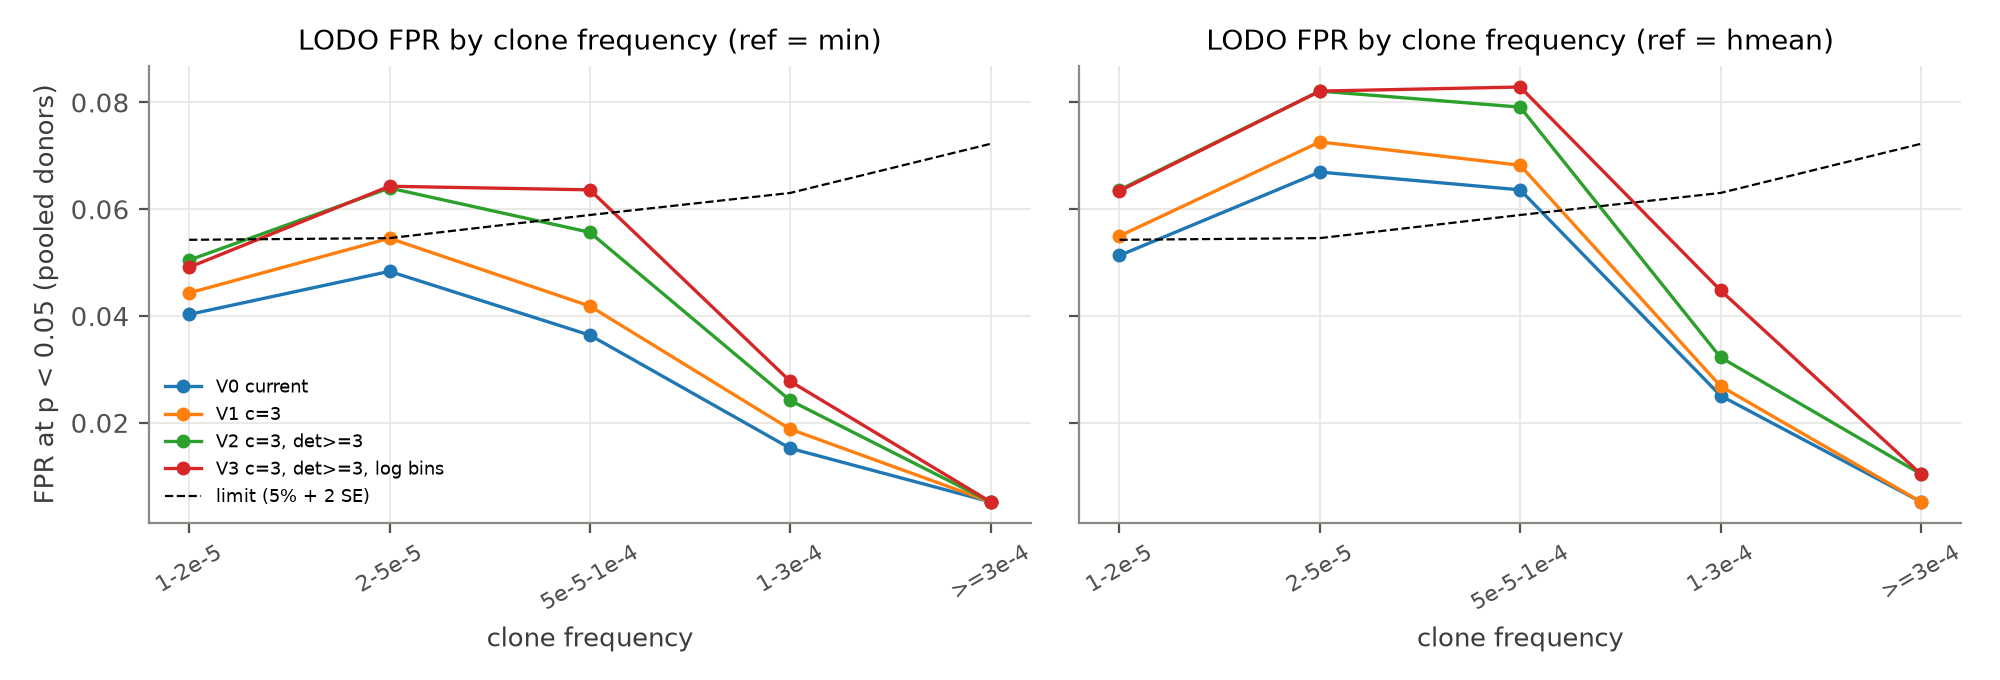 LODO FPR by clone frequency (ref = min)
FPR at p < 0.05 (pooled donors)
0.08
0.06
0.04
0.02
V0 current
V1 c=3
V2 c=3, det>=3
V3 c=3, det>=3, log bins
limit (5% + 2 SE)
1-2e-5
2-5e-5
5e-5-1e-4
1-3e-4
>=3e-4
clone frequency
LODO FPR by clone frequency (ref = hmean)
1-2e-5
2-5e-5
5e-5-1e-4
1-3e-4
>=3e-4
clone frequency